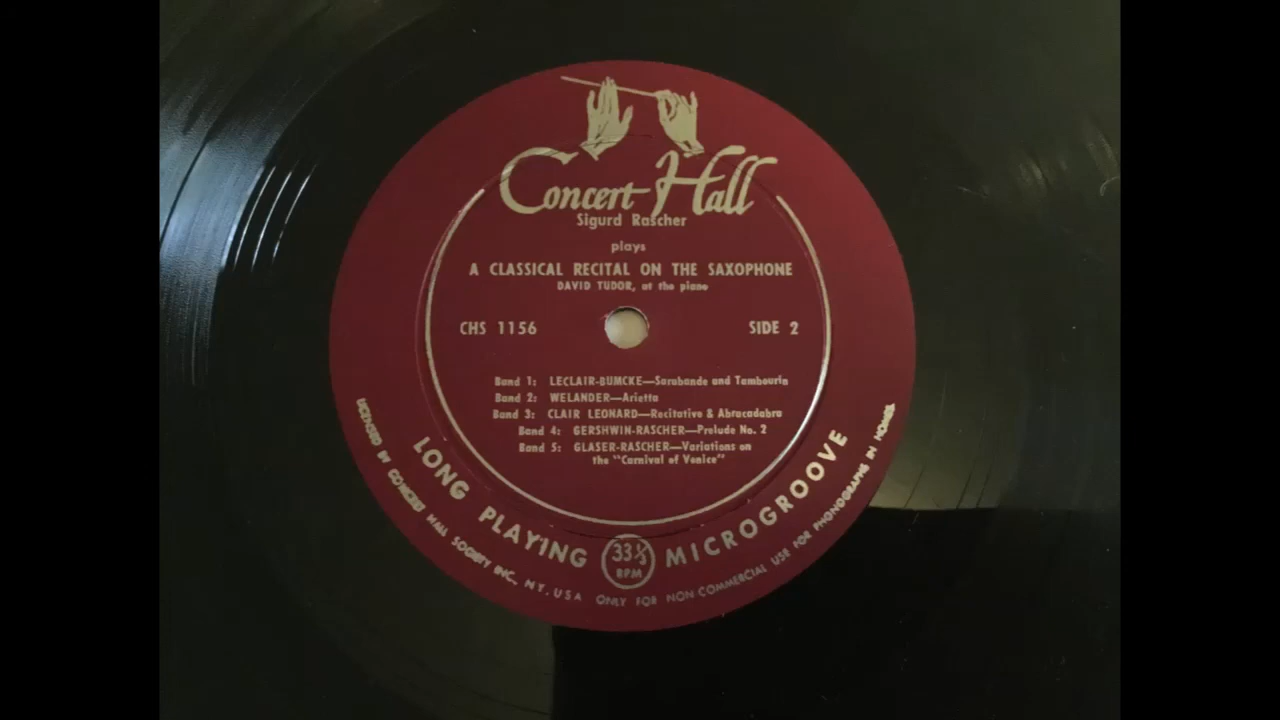 Concert Hall
Sigurd Rascher
plays
A CLASSICAL RECITAL ON THE SAXOPHONE
DAVID TUDOR, at the piano
CHS 1156
SIDE 2
Band 1: LECLAIR-BUMCKE—Sarabande and Tambourin
Band 2: WELANDER—Arietta
Band 3: CLAIR LEONARD—Recitative & Abracadabra
Band 4: GERSHWIN-RASCHER—Prelude No. 2
Band 5: GLASER-RASCHER—Variations on
the "Carnival of Venice"
LONG PLAYING 33⅓ RPM MICROGROOVE
LICENSED BY CONCERT HALL SOCIETY INC., N.Y., USA ONLY FOR NON-COMMERCIAL USE FOR PHONOGRAPHS IN HOMES